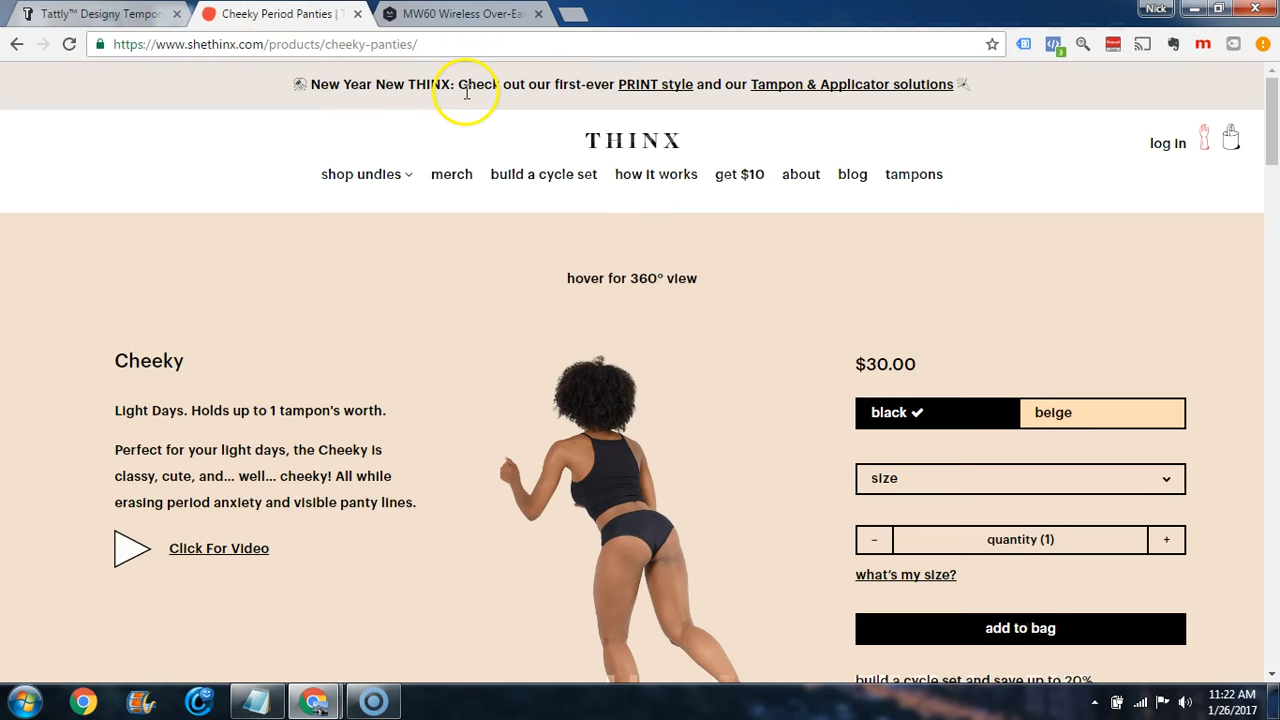 Tattly™ Designy Tempora
Cheeky Period Panties | T
MW60 Wireless Over-Ear
Nick
https://www.shethinx.com/products/cheeky-panties/
3
New Year New THINX: Check out our first-ever PRINT style and our Tampon & Applicator solutions
THINX
log in
shop undies
merch
build a cycle set
how it works
get $10
about
blog
tampons
hover for 360° view
Cheeky
Light Days. Holds up to 1 tampon's worth.
Perfect for your light days, the Cheeky is
classy, cute, and... well... cheeky! All while
erasing period anxiety and visible panty lines.
Click For Video
$30.00
black
beige
size
− quantity (1) +
what's my size?
add to bag
build a cycle set and save up to 20%
11:22 AM
1/26/2017